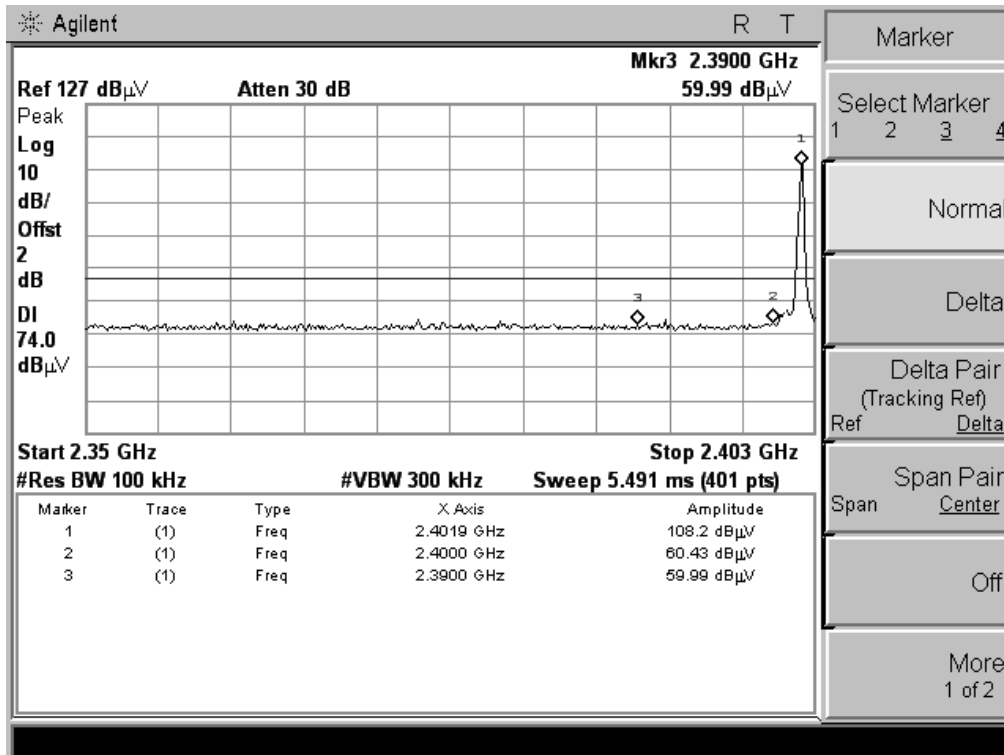 Agilent R T
Mkr3 2.3900 GHz
Ref 127 dBµV Atten 30 dB 59.99 dBµV
Peak
Log
10
dB/
Offst
2
dB
DI
74.0
dBµV
1
3
2
Start 2.35 GHz Stop 2.403 GHz
#Res BW 100 kHz #VBW 300 kHz Sweep 5.491 ms (401 pts)
Marker Trace Type X Axis Amplitude
1 (1) Freq 2.4019 GHz 108.2 dBµV
2 (1) Freq 2.4000 GHz 60.43 dBµV
3 (1) Freq 2.3900 GHz 59.99 dBµV
Marker
Select Marker
1 2 3 4
Normal
Delta
Delta Pair
(Tracking Ref)
Ref Delta
Span Pair
Span Center
Off
More
1 of 2